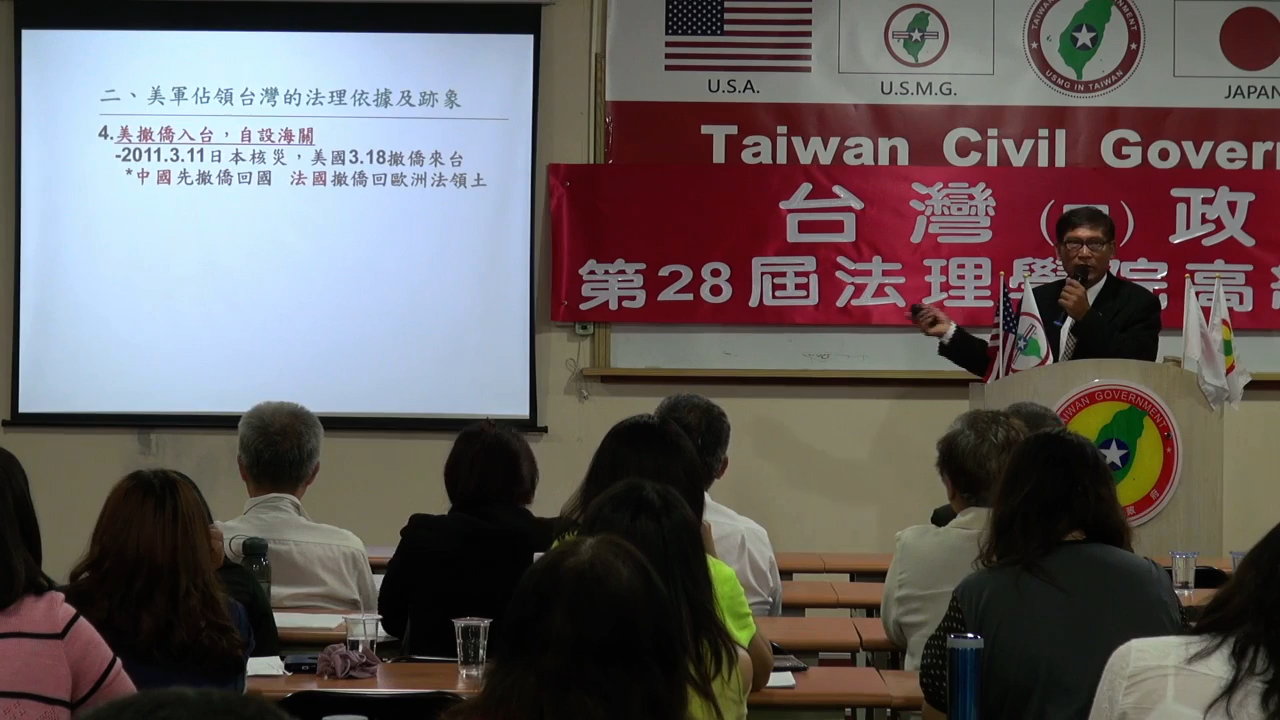 二、美軍佔領台灣的法理依據及跡象
4.美撤僑入台，自設海關
-2011.3.11日本核災，美國3.18撤僑來台
*中國先撤僑回國 法國撤僑回歐洲法領土
U.S.A.
U.S.M.G.
TAIWAN GOVERNMENT
USMG IN TAIWAN
JAPAN
Taiwan Civil Govern
台灣(民)政
第28屆法理學院高
TAIWAN GOVERNMENT